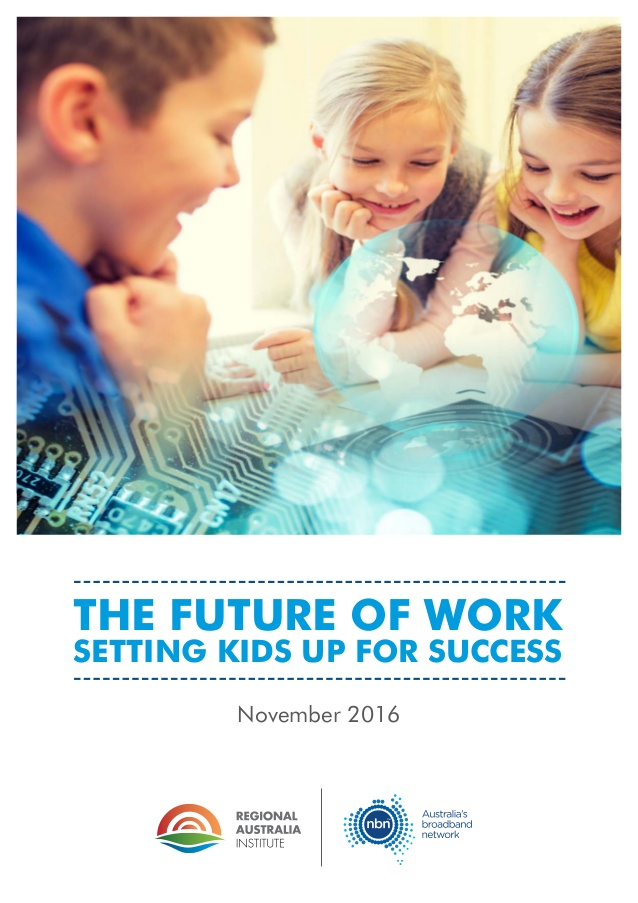 THE FUTURE OF WORK
SETTING KIDS UP FOR SUCCESS
November 2016
REGIONAL
AUSTRALIA
INSTITUTE
nbn
Australia's
broadband
network